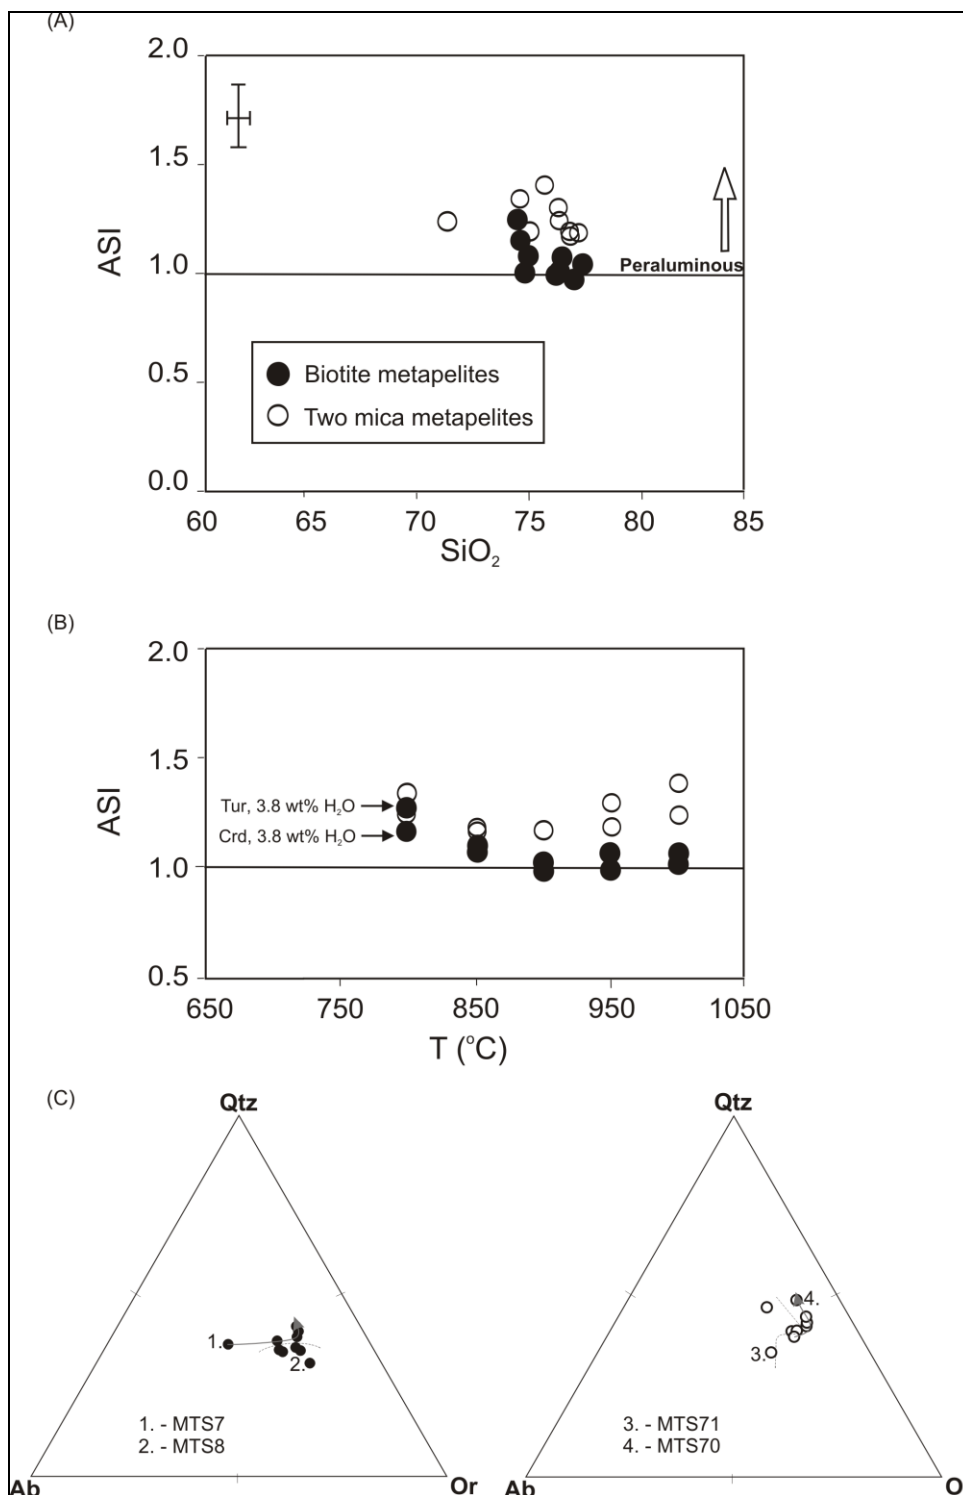 (A)
2.0
1.5
1.0
0.5
0.0
ASI
Peraluminous
Biotite metapelites
Two mica metapelites
60 65 70 75 80 85
SiO₂
(B)
2.0
1.5
1.0
0.5
ASI
Tur, 3.8 wt% H₂O
Crd, 3.8 wt% H₂O
650 750 850 950 1050
T (°C)
(C)
Qtz Qtz
1. 4.
2. 3.
1. - MTS7 3. - MTS71
2. - MTS8 4. - MTS70
Ab Or Ab O